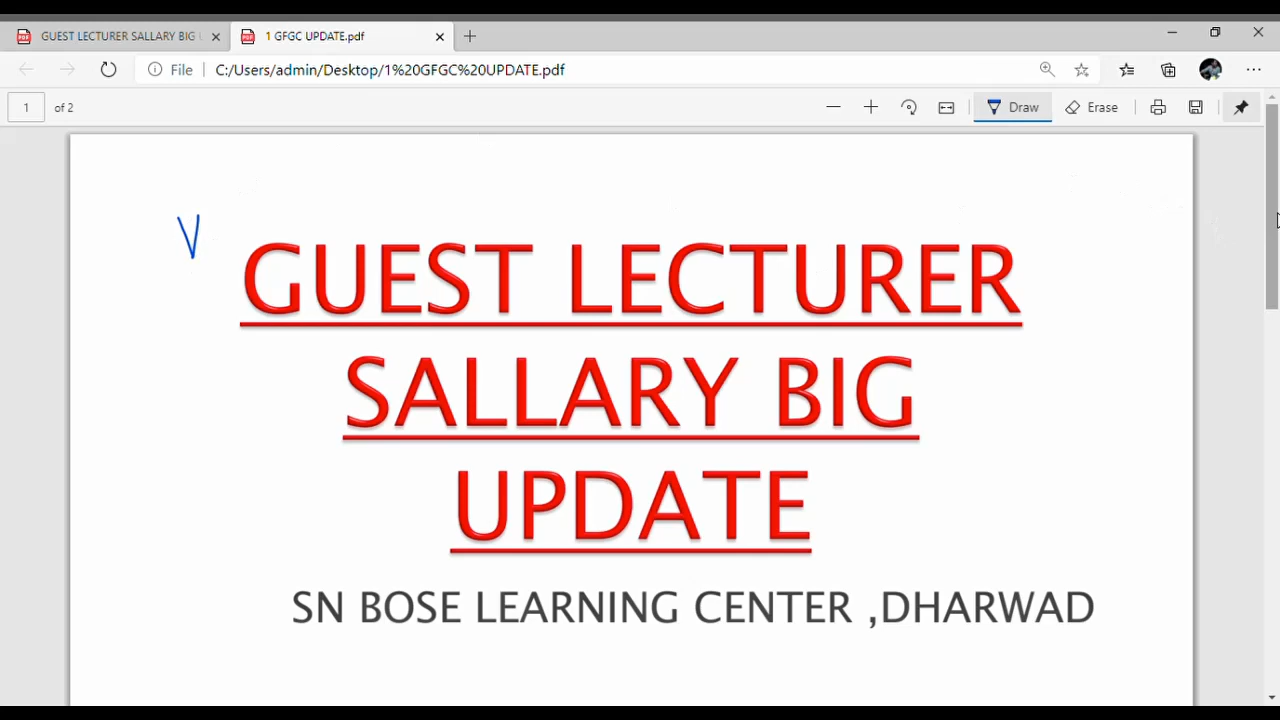 GUEST LECTURER SALLARY BIG
1 GFGC UPDATE.pdf
File C:/Users/admin/Desktop/1%20GFGC%20UPDATE.pdf
1 of 2 Draw Erase
V
GUEST LECTURER
SALLARY BIG
UPDATE
SN BOSE LEARNING CENTER ,DHARWAD